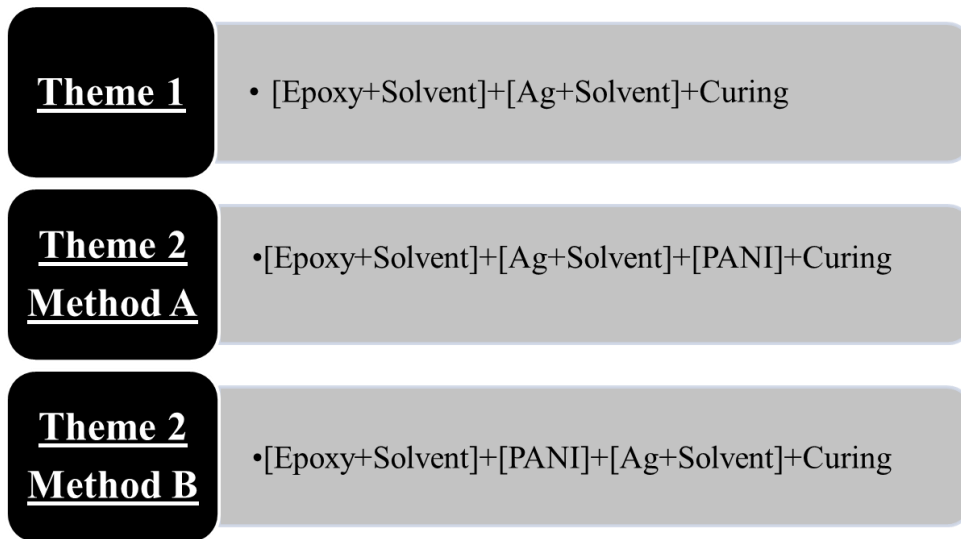 Theme 1
• [Epoxy+Solvent]+[Ag+Solvent]+Curing
Theme 2
Method A
•[Epoxy+Solvent]+[Ag+Solvent]+[PANI]+Curing
Theme 2
Method B
•[Epoxy+Solvent]+[PANI]+[Ag+Solvent]+Curing